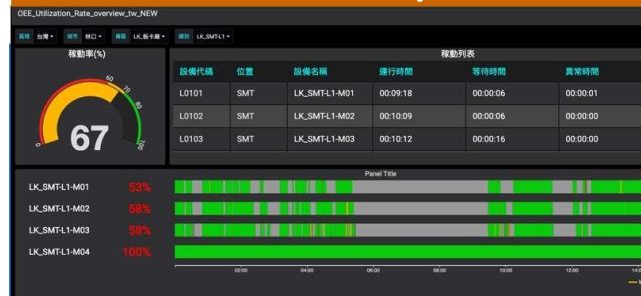 OEE_Utilization_Rate_overview_tw_NEW
區域 台灣 城市 林口 廠區 LK_板卡廠 線別 LK_SMT-L1
稼動率(%)
0 60 70 80 100
67
稼動列表
設備代碼 位置 設備名稱 運行時間 等待時間 異常時間
L0101 SMT LK_SMT-L1-M01 00:09:18 00:00:06 00:00:01
L0102 SMT LK_SMT-L1-M02 00:10:09 00:00:06 00:00:00
L0103 SMT LK_SMT-L1-M03 00:10:12 00:00:16 00:00:00
Panel Title
LK_SMT-L1-M01 53%
LK_SMT-L1-M02 58%
LK_SMT-L1-M03 58%
LK_SMT-L1-M04 100%
02:00 04:00 06:00 08:00 10:00 12:00